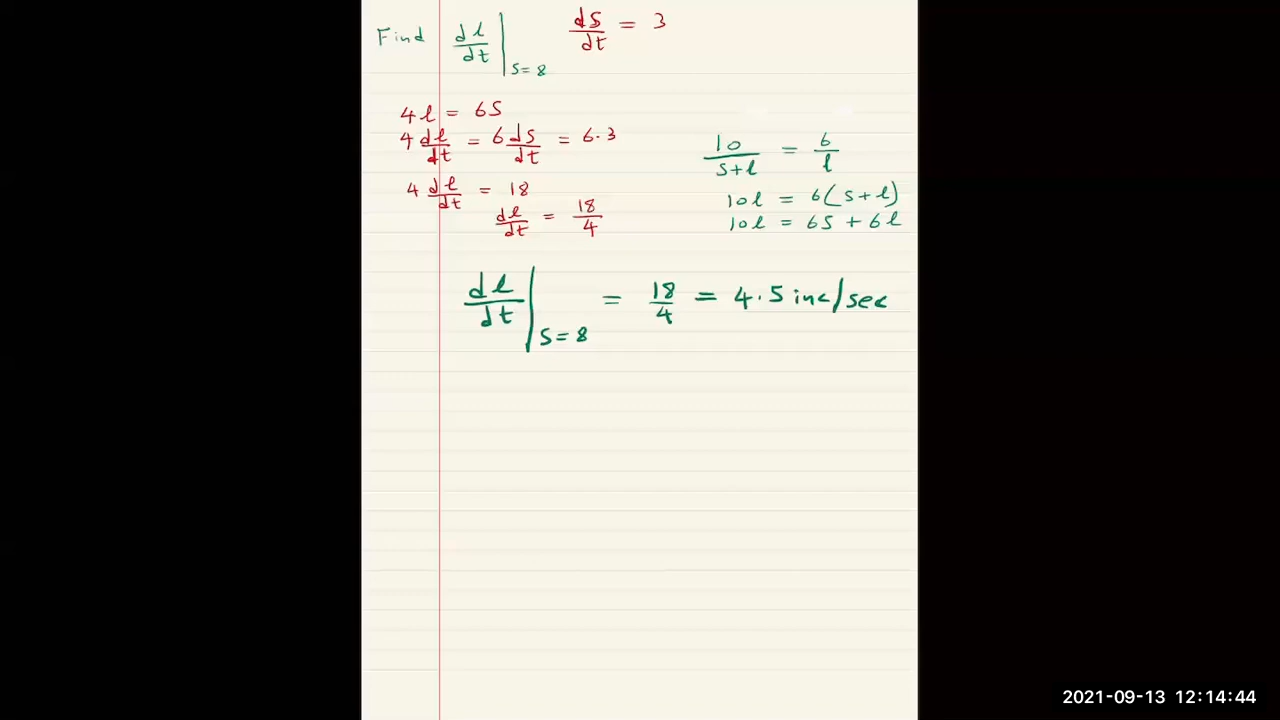 Find dl/dt | s=8 ds/dt = 3
4l = 6S
4 dl/dt = 6 ds/dt = 6·3
4 dl/dt = 18
dl/dt = 18/4
10/(s+l) = 6/l
10l = 6(s+l)
10l = 6S + 6l
dl/dt | s=8 = 18/4 = 4.5 inc/sec
2021-09-13 12:14:44